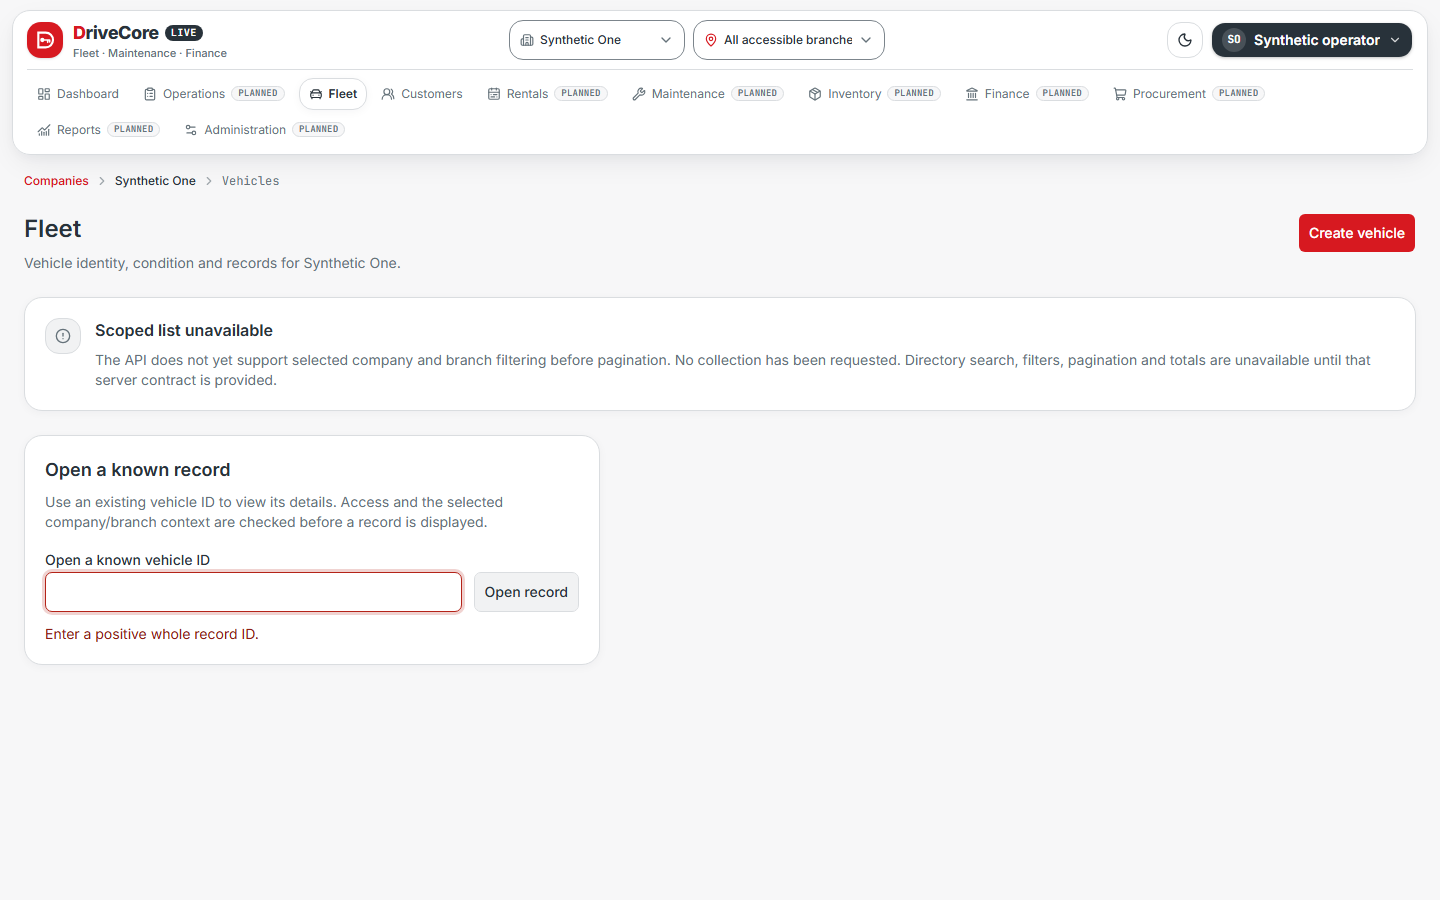 DriveCore LIVE
Fleet · Maintenance · Finance
Synthetic One
All accessible branche
SO Synthetic operator
Dashboard
Operations PLANNED
Fleet
Customers
Rentals PLANNED
Maintenance PLANNED
Inventory PLANNED
Finance PLANNED
Procurement PLANNED
Reports PLANNED
Administration PLANNED
Companies > Synthetic One > Vehicles
Fleet
Create vehicle
Vehicle identity, condition and records for Synthetic One.
Scoped list unavailable
The API does not yet support selected company and branch filtering before pagination. No collection has been requested. Directory search, filters, pagination and totals are unavailable until that
server contract is provided.
Open a known record
Use an existing vehicle ID to view its details. Access and the selected
company/branch context are checked before a record is displayed.
Open a known vehicle ID
Open record
Enter a positive whole record ID.